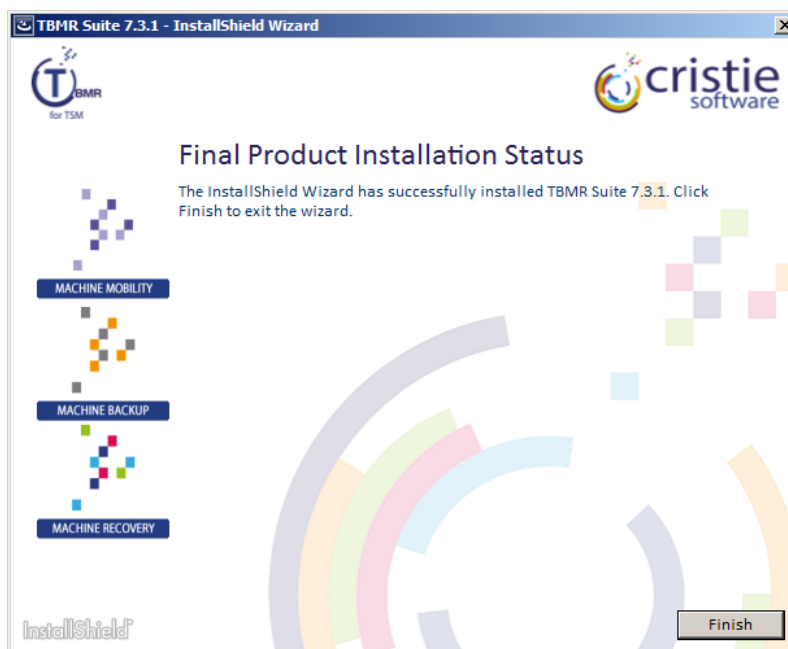 TBMR Suite 7.3.1 - InstallShield Wizard
TBMR
for TSM
cristie
software
Final Product Installation Status
The InstallShield Wizard has successfully installed TBMR Suite 7.3.1. Click
Finish to exit the wizard.
MACHINE MOBILITY
MACHINE BACKUP
MACHINE RECOVERY
InstallShield
Finish